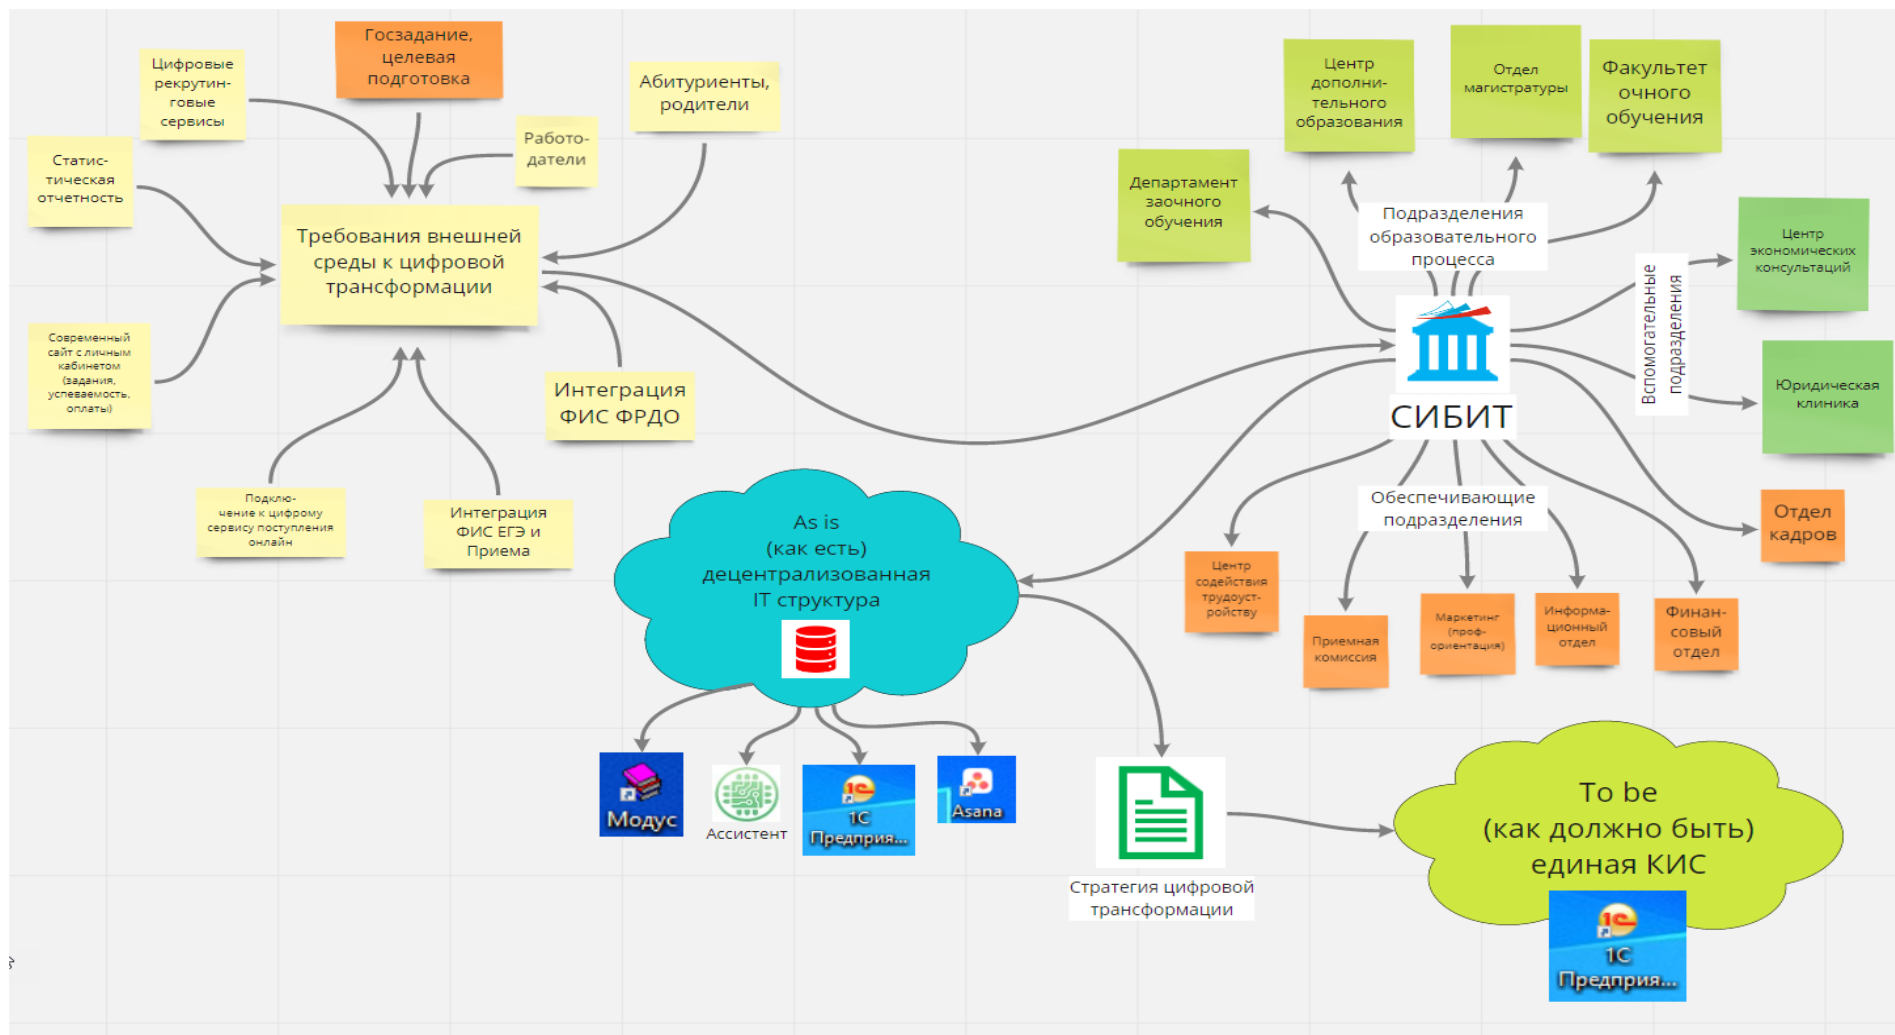 Госзадание,
целевая
подготовка
Цифровые
рекрутин-
говые
сервисы
Абитуриенты,
родители
Работо-
датели
Статис-
тическая
отчетность
Требования внешней
среды к цифровой
трансформации
Современный
сайт с личным
кабинетом
(задания,
успеваемость,
оплаты)
Интеграция
ФИС ФРДО
Подклю-
чение к цифрому
сервису поступления
онлайн
Интеграция
ФИС ЕГЭ и
Приема
Центр
дополни-
тельного
образования
Отдел
магистратуры
Факультет
очного
обучения
Департамент
заочного
обучения
Подразделения
образовательного
процесса
Центр
экономических
консультаций
Вспомогательные
подразделения
Юридическая
клиника
СИБИТ
Обеспечивающие
подразделения
Отдел
кадров
Центр
содействия
трудоуст-
ройству
Приемная
комиссия
Маркетинг
(проф-
ориентация)
Информа-
ционный
отдел
Финан-
совый
отдел
As is
(как есть)
децентрализованная
IT структура
Модус
Ассистент
1С
Предприя...
Asana
Стратегия цифровой
трансформации
To be
(как должно быть)
единая КИС
1С
Предприя...